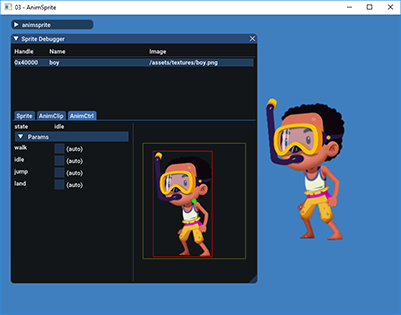 03 - AnimSprite
animsprite
Sprite Debugger
Handle Name Image
0x40000 boy /assets/textures/boy.png
Sprite AnimClip AnimCtrl
state idle
Params
walk (auto)
idle (auto)
jump (auto)
land (auto)